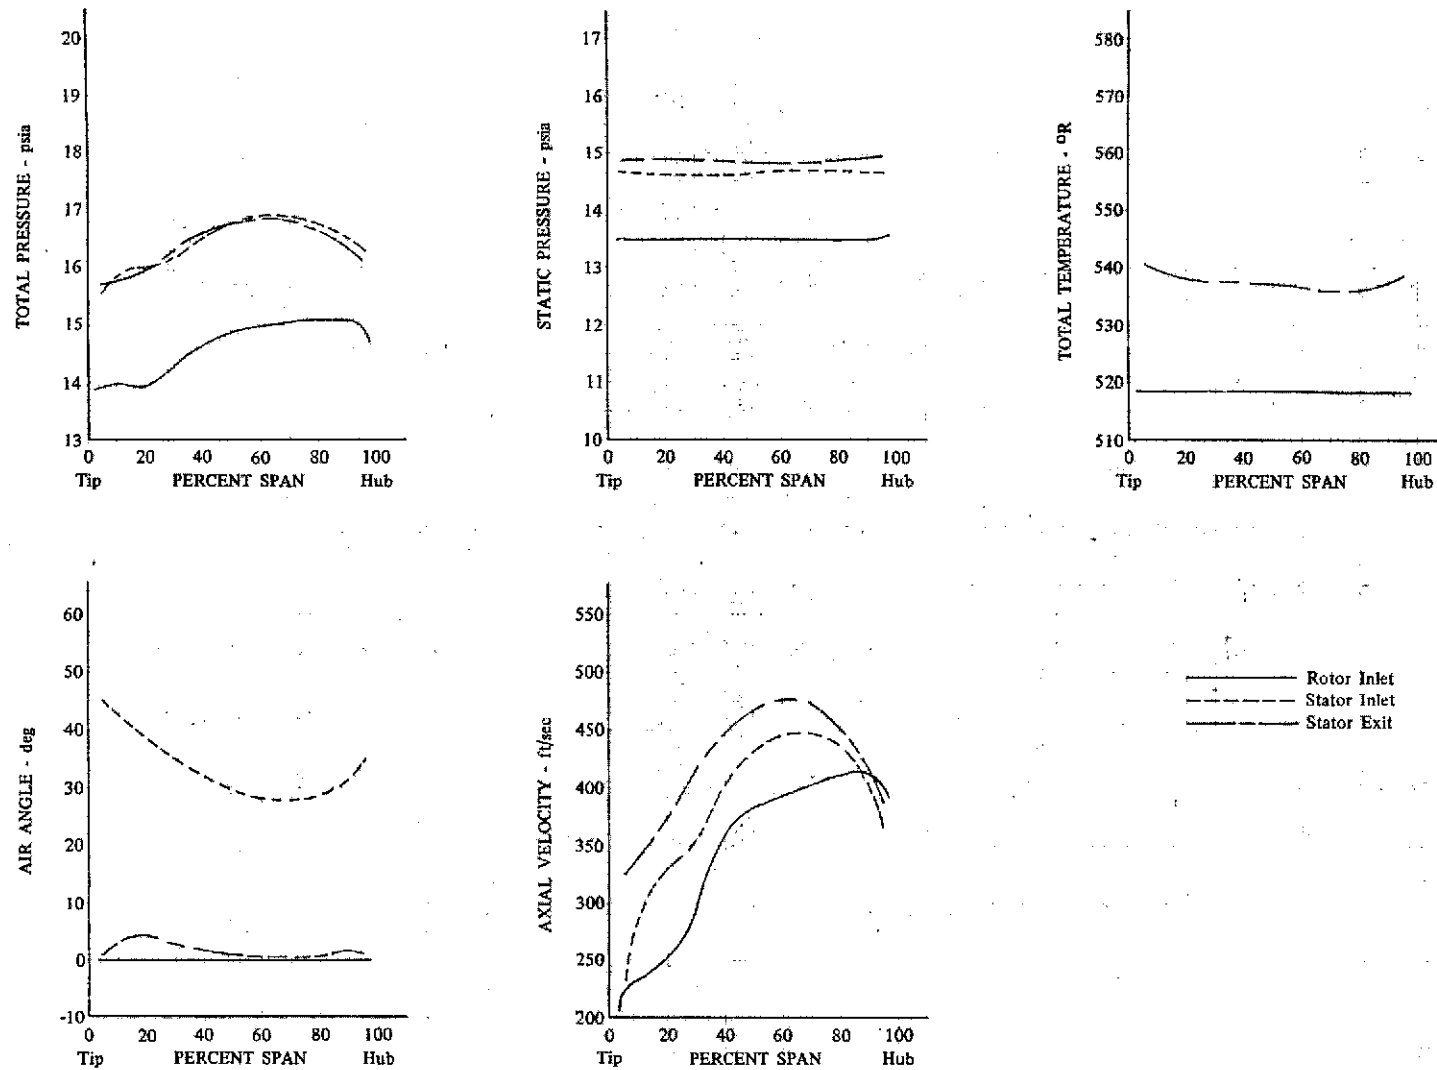 TOTAL PRESSURE - psia
20
19
18
17
16
15
14
13
0 20 40 60 80 100
Tip PERCENT SPAN Hub
STATIC PRESSURE - psia
17
16
15
14
13
12
11
10
0 20 40 60 80 100
Tip PERCENT SPAN Hub
TOTAL TEMPERATURE - ºR
580
570
560
550
540
530
520
510
0 20 40 60 80 100
Tip PERCENT SPAN Hub
AIR ANGLE - deg
60
50
40
30
20
10
0
-10
0 20 40 60 80 100
Tip PERCENT SPAN Hub
AXIAL VELOCITY - ft/sec
550
500
450
400
350
300
250
200
0 20 40 60 80 100
Tip PERCENT SPAN Hub
Rotor Inlet
Stator Inlet
Stator Exit